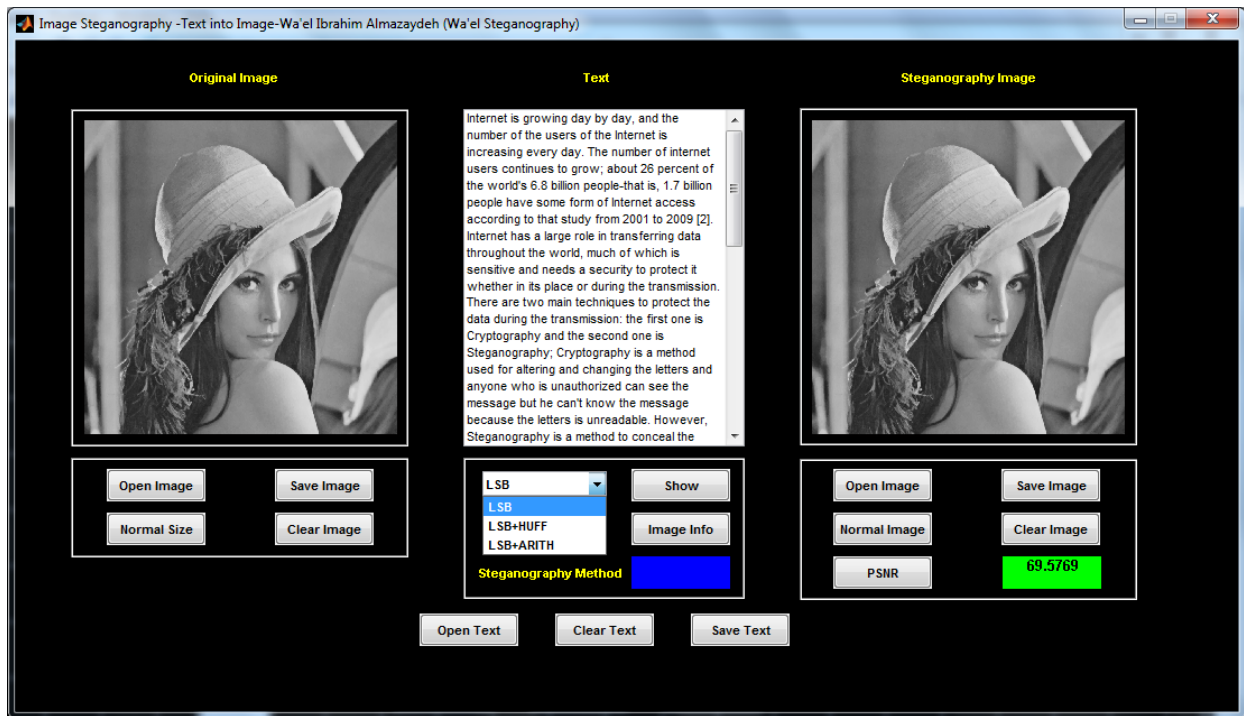 Image Steganography -Text into Image-Wa'el Ibrahim Almazaydeh (Wa'el Steganography)
Original Image
Text
Steganography Image
Internet is growing day by day, and the
number of the users of the Internet is
increasing every day. The number of internet
users continues to grow; about 26 percent of
the world's 6.8 billion people-that is, 1.7 billion
people have some form of Internet access
according to that study from 2001 to 2009 [2].
Internet has a large role in transferring data
throughout the world, much of which is
sensitive and needs a security to protect it
whether in its place or during the transmission.
There are two main techniques to protect the
data during the transmission: the first one is
Cryptography and the second one is
Steganography; Cryptography is a method
used for altering and changing the letters and
anyone who is unauthorized can see the
message but he can't know the message
because the letters is unreadable. However,
Steganography is a method to conceal the
Open Image
Save Image
Normal Size
Clear Image
LSB
Show
LSB
LSB+HUFF
LSB+ARITH
Image Info
Steganography Method
Open Image
Save Image
Normal Image
Clear Image
PSNR
69.5769
Open Text
Clear Text
Save Text